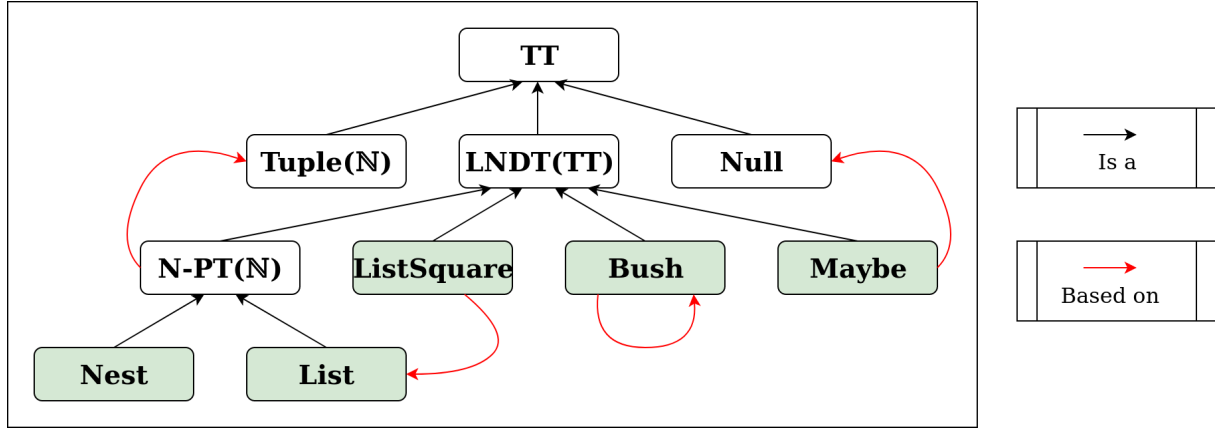 TT
Tuple(ℕ) LNDT(TT) Null
Is a
N-PT(ℕ) ListSquare Bush Maybe
Based on
Nest List